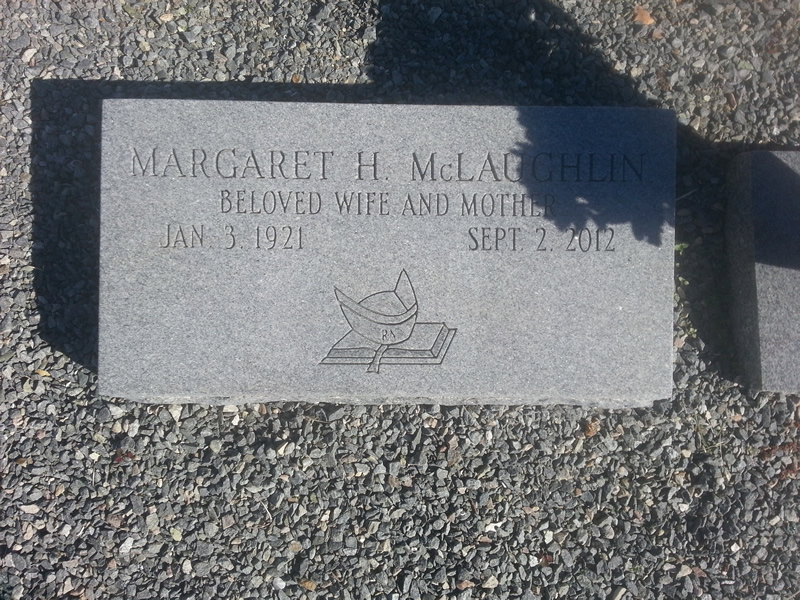 MARGARET H. McLAUGHLIN
BELOVED WIFE AND MOTHER
JAN. 3. 1921 SEPT. 2. 2012
RN